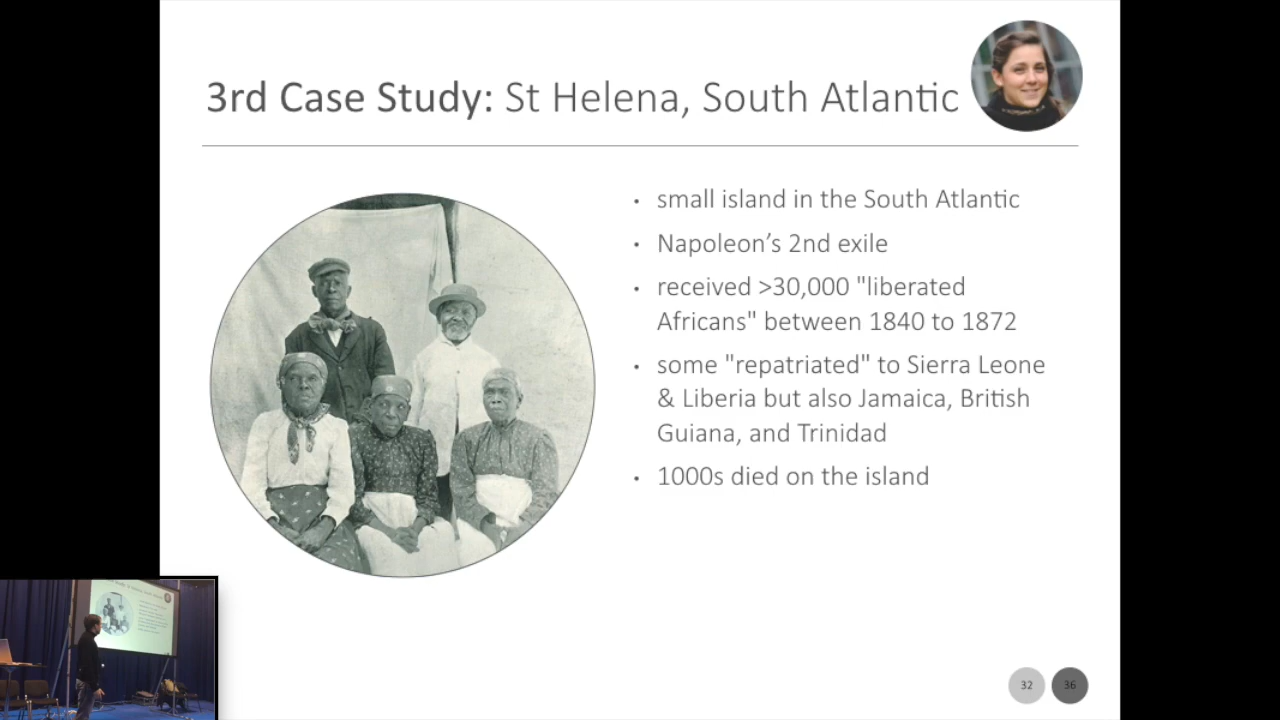 3rd Case Study: St Helena, South Atlantic
• small island in the South Atlantic
• Napoleon’s 2nd exile
• received >30,000 "liberated
Africans" between 1840 to 1872
• some "repatriated" to Sierra Leone
& Liberia but also Jamaica, British
Guiana, and Trinidad
• 1000s died on the island
32 36